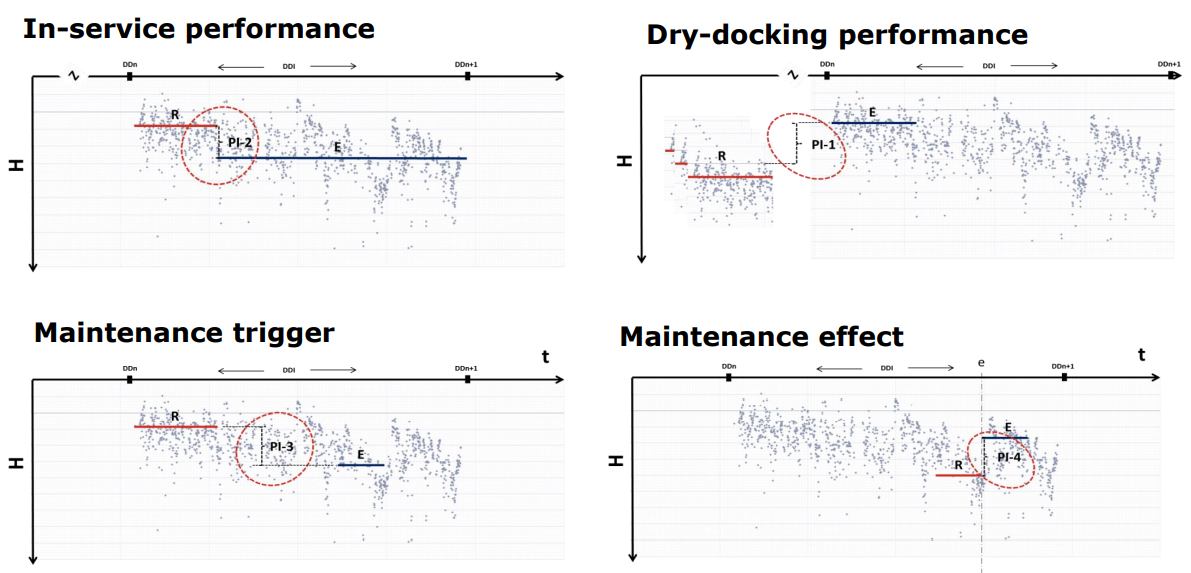 In-service performance
DDn
DDI
DDn+1
R
PI-2
E
H
Dry-docking performance
DDn
DDI
DDn+1
E
PI-1
R
H
Maintenance trigger
t
DDn
DDI
DDn+1
R
PI-3
E
H
Maintenance effect
t
e
DDn
DDI
DDn+1
E
PI-4
R
H